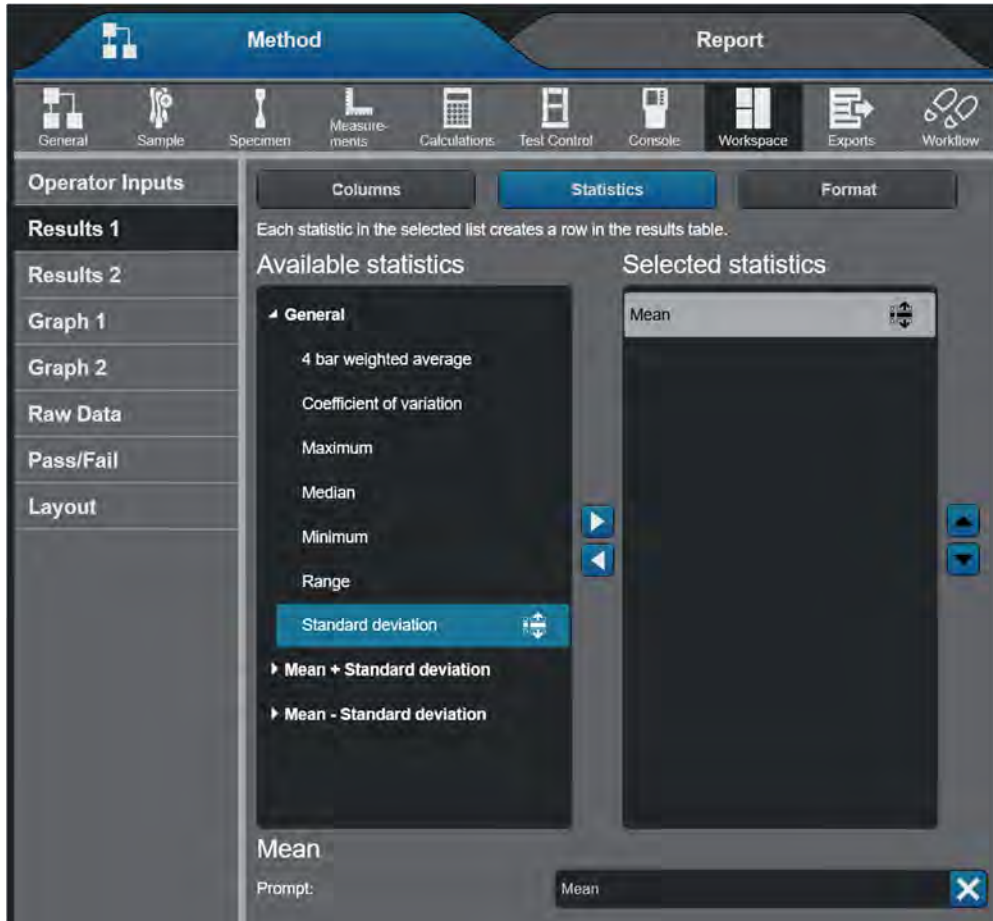 Method
Report
General
Sample
Specimen
Measure-
ments
Calculations
Test Control
Console
Workspace
Exports
Workflow
Operator Inputs
Results 1
Results 2
Graph 1
Graph 2
Raw Data
Pass/Fail
Layout
Columns
Statistics
Format
Each statistic in the selected list creates a row in the results table.
Available statistics
General
4 bar weighted average
Coefficient of variation
Maximum
Median
Minimum
Range
Standard deviation
Mean + Standard deviation
Mean - Standard deviation
Selected statistics
Mean
Mean
Prompt:
Mean